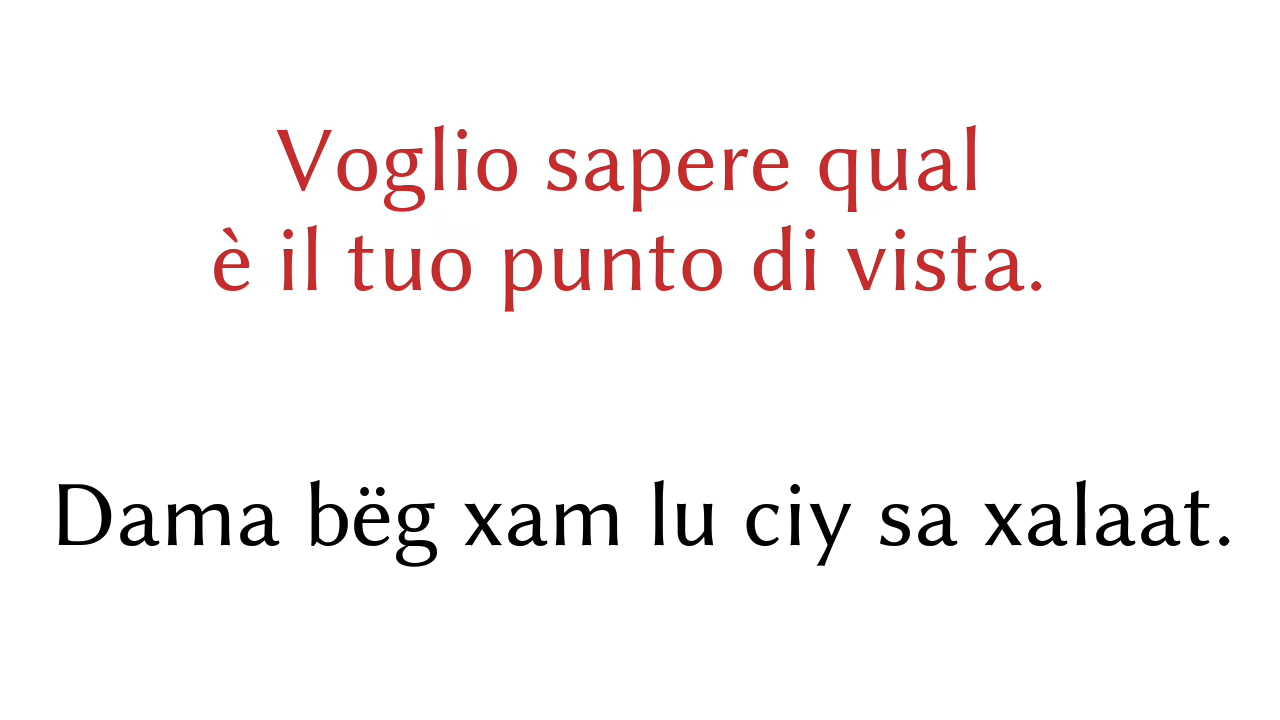 Voglio sapere qual
è il tuo punto di vista.
Dama bëg xam lu ciy sa xalaat.